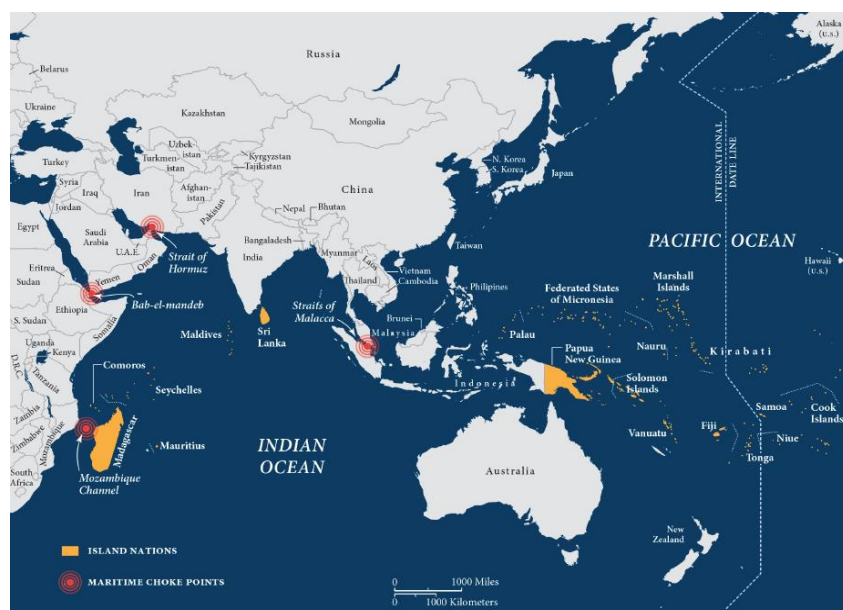 Alaska
(U.S.)
Russia
Belarus
Ukraine
Kazakhstan
Mongolia
Uzbek-
istan
Kyrgyzstan
Turkmen-
istan
Tajikistan
Turkey
N. Korea
S. Korea
Japan
INTERNATIONAL
DATE LINE
Syria
Iraq
Iran
Afghan-
istan
China
Jordan
Pakistan
Nepal
Bhutan
Egypt
Saudi
Arabia
U.A.E.
Oman
Strait of
Hormuz
Bangladesh
India
Myanmar
Laos
Taiwan
PACIFIC OCEAN
Hawaii
(U.S.)
Eritrea
Sudan
Yemen
Bab-el-mandeb
Thailand
Vietnam
Cambodia
Philipines
Ethiopia
S. Sudan
Somalia
Straits of
Malacca
Brunei
Malaysia
Federated States
of Micronesia
Marshall
Islands
Uganda
Kenya
Maldives
Sri
Lanka
Palau
Nauru
Kirabati
D.R.C.
Tanzania
Comoros
Seychelles
Indonesia
Papua
New Guinea
Solomon
Islands
Zambia
Zimbabwe
Mozambique
Madagascar
Mauritius
Samoa
Cook
Islands
Vanuatu
Fiji
Niue
Tonga
South
Africa
Mozambique
Channel
INDIAN
OCEAN
Australia
New
Zealand
ISLAND NATIONS
MARITIME CHOKE POINTS
0 1000 Miles
0 1000 Kilometers